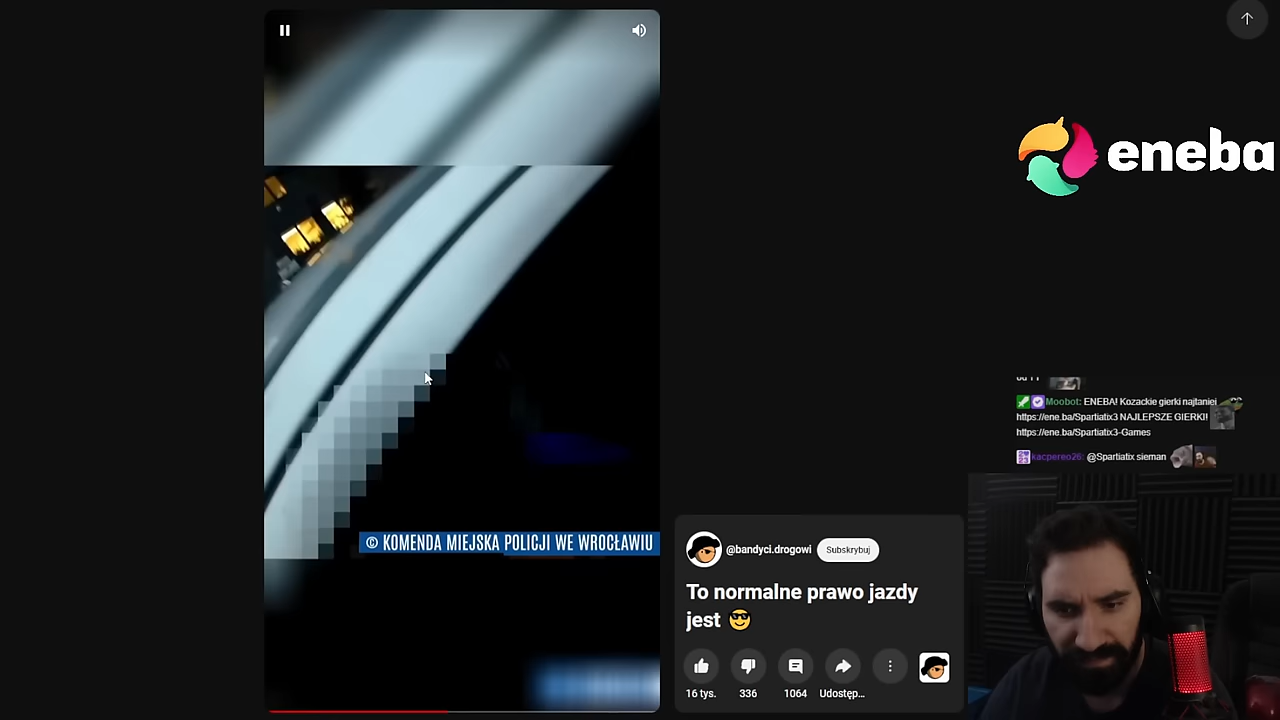 eneba
Moobot: ENEBA! Kozackie gierki najtaniej
https://ene.ba/Spartiatix3 NAJLEPSZE GIERKI!
https://ene.ba/Spartiatix3-Games
kacpereo26: @Spartiatix sieman
© KOMENDA MIEJSKA POLICJI WE WROCŁAWIU
@bandyci.drogowi
Subskrybuj
To normalne prawo jazdy
jest 😎
16 tys.
336
1064
Udostęp...